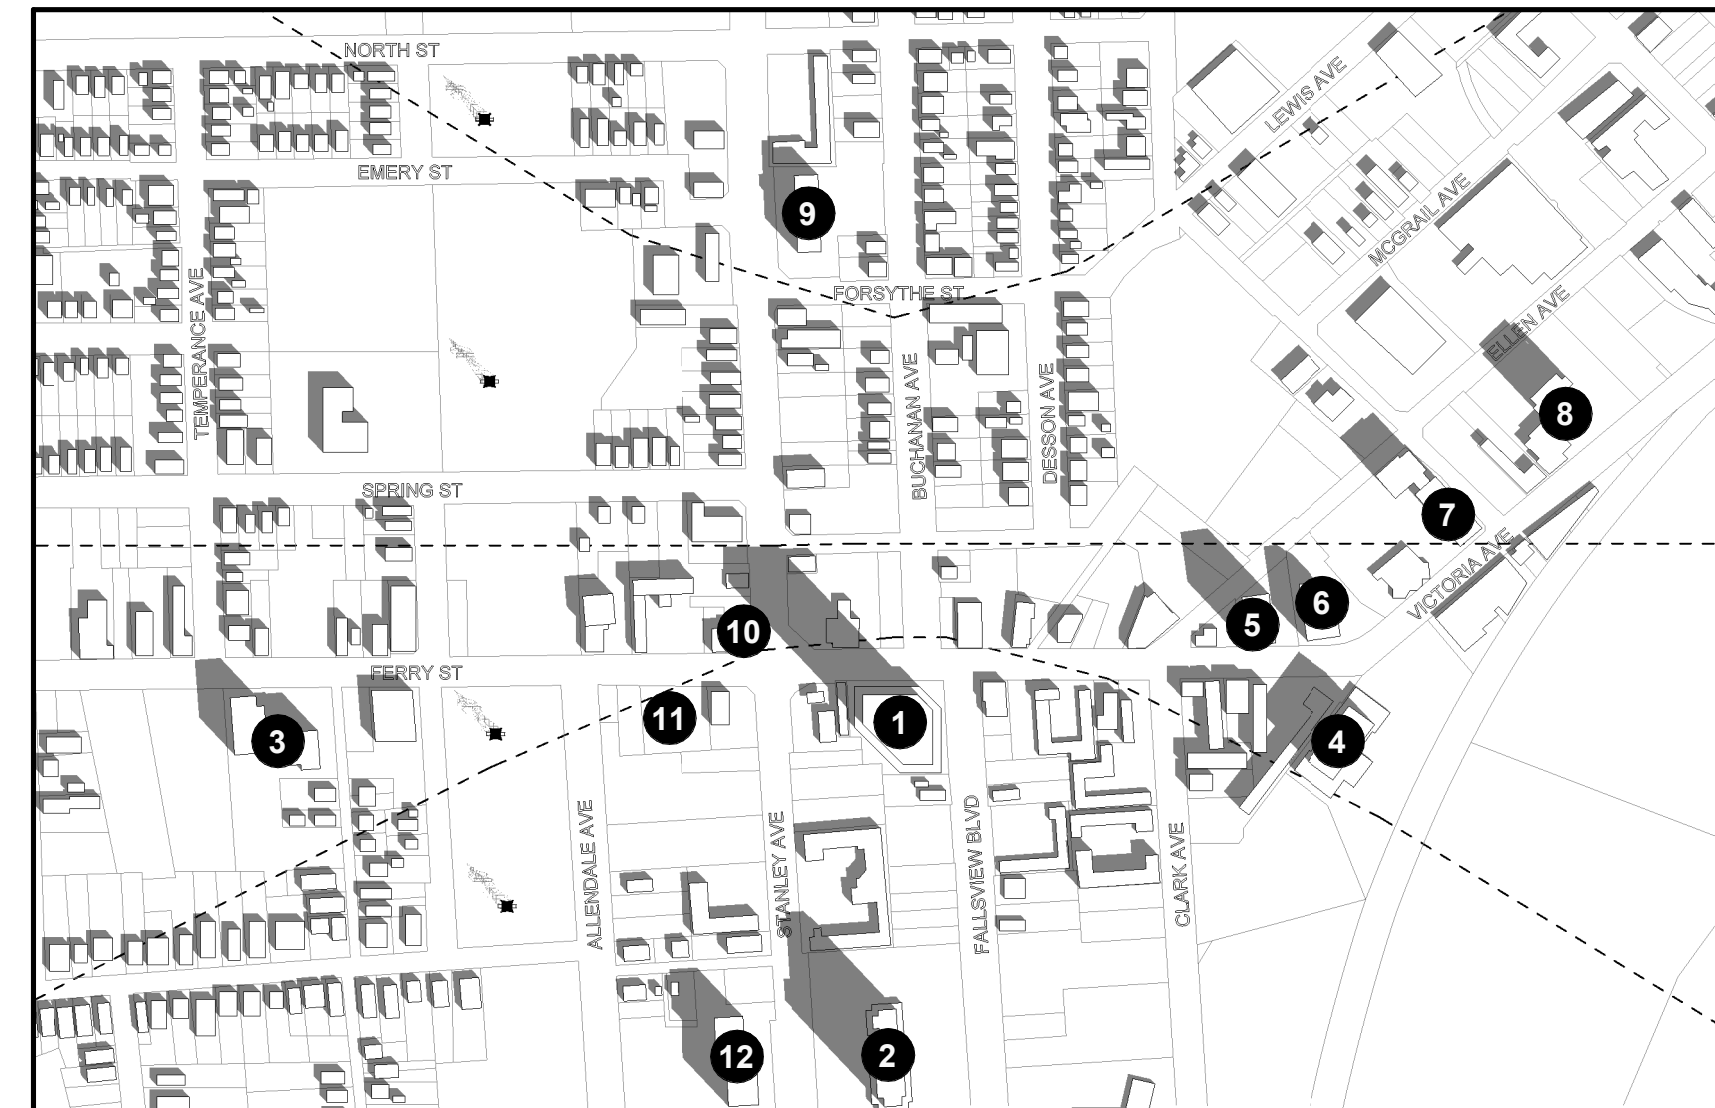 NORTH ST
LEWIS AVE
EMERY ST
9
MCGRAIL AVE
FORSYTHE ST
TEMPERANCE AVE
ELLEN AVE
BUCHANAN AVE
DESSON AVE
8
SPRING ST
7
VICTORIA AVE
6
5
10
FERRY ST
11
1
3
4
ALLENDALE AVE
STANLEY AVE
FALLSVIEW BLVD
CLARK AVE
12
2